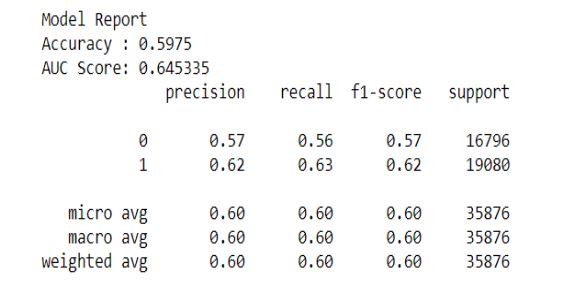 Model Report
Accuracy : 0.5975
AUC Score: 0.645335
precision recall f1-score support
0 0.57 0.56 0.57 16796
1 0.62 0.63 0.62 19080
micro avg 0.60 0.60 0.60 35876
macro avg 0.60 0.60 0.60 35876
weighted avg 0.60 0.60 0.60 35876